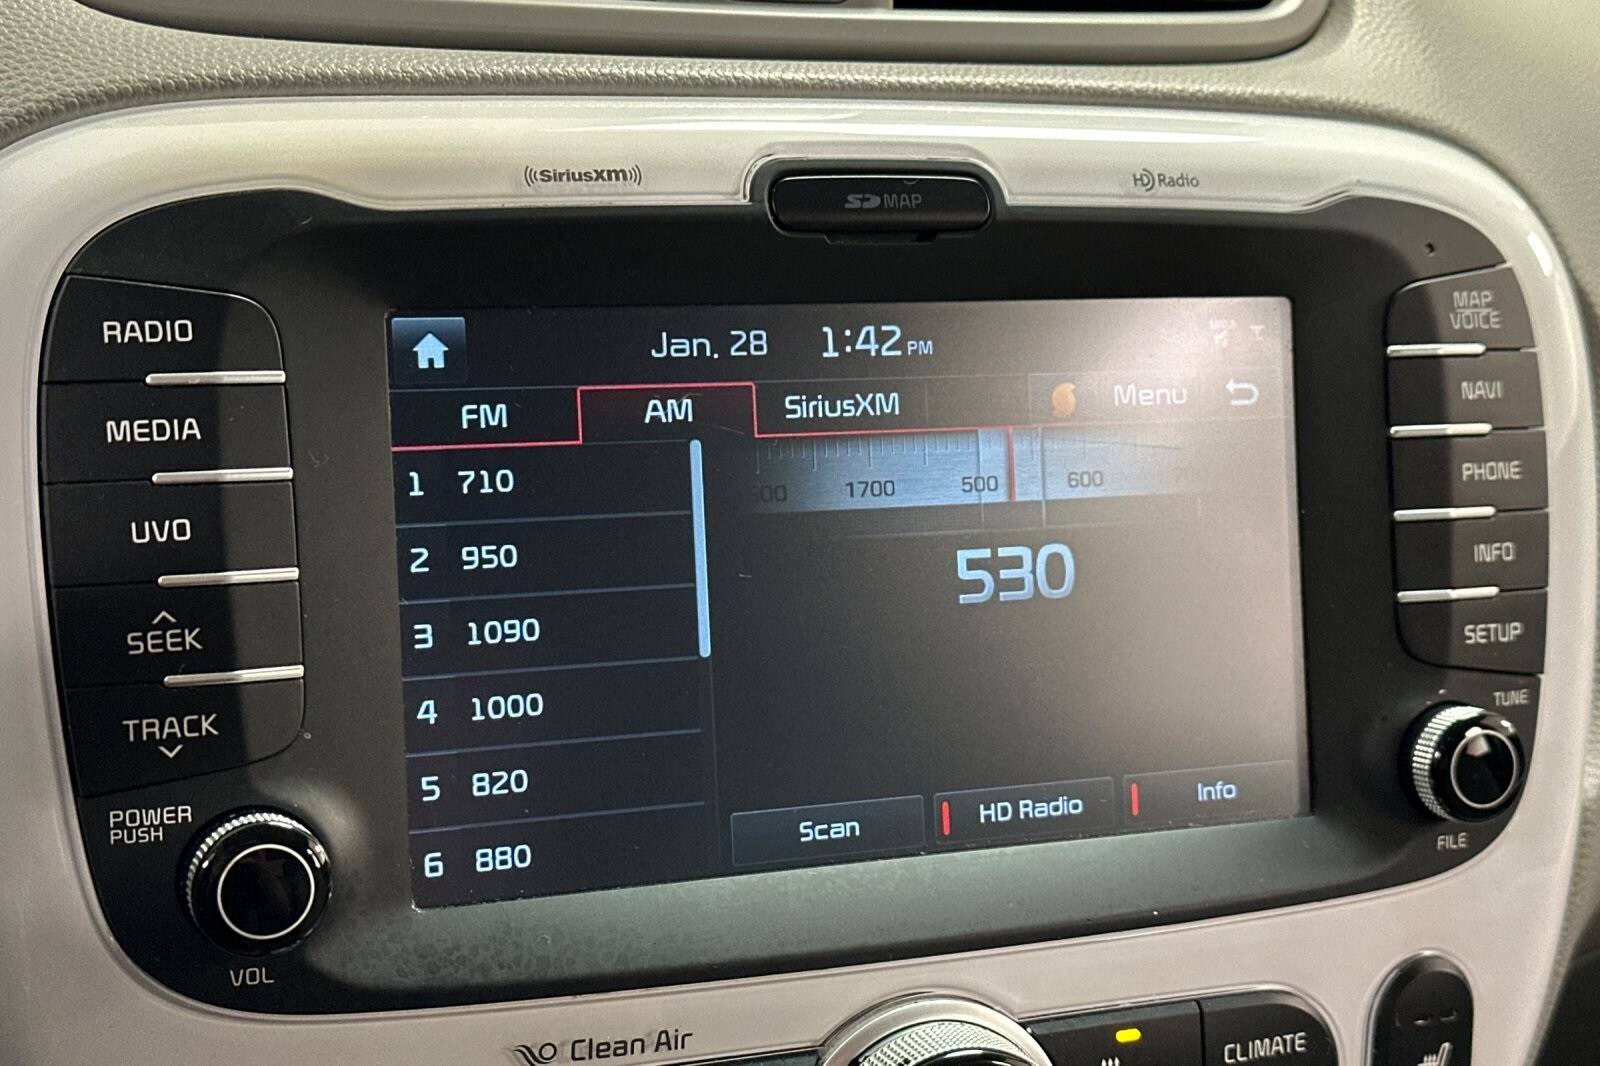 SiriusXM
SD MAP
HD Radio
RADIO
MEDIA
UVO
SEEK
TRACK
POWER
PUSH
VOL
Jan. 28 1:42 PM
FM AM SiriusXM Menu
1 710
2 950
3 1090
4 1000
5 820
6 880
1700 500 600
530
Scan HD Radio Info
MAP
VOICE
NAVI
PHONE
INFO
SETUP
TUNE
FILE
Clean Air
CLIMATE